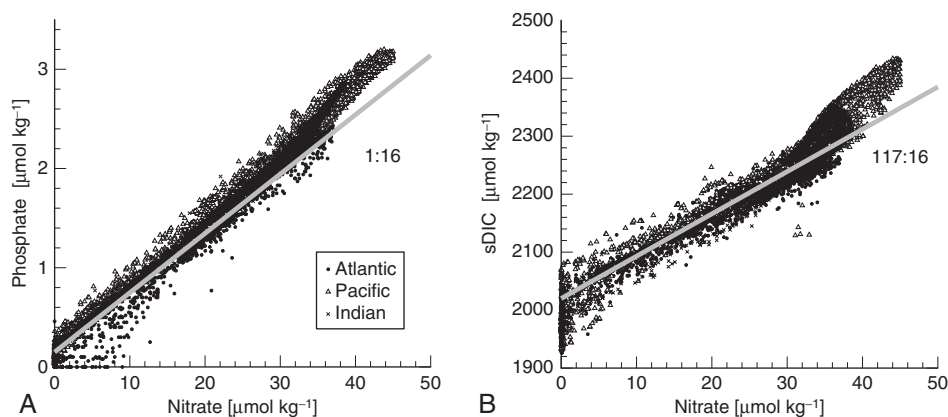 Phosphate [μmol kg⁻¹]
3
2
1
0
1:16
• Atlantic
△ Pacific
× Indian
0 10 20 30 40 50
A Nitrate [μmol kg⁻¹]
sDIC [μmol kg⁻¹]
2500
2400
2300
2200
2100
2000
1900
117:16
0 10 20 30 40 50
B Nitrate [μmol kg⁻¹]